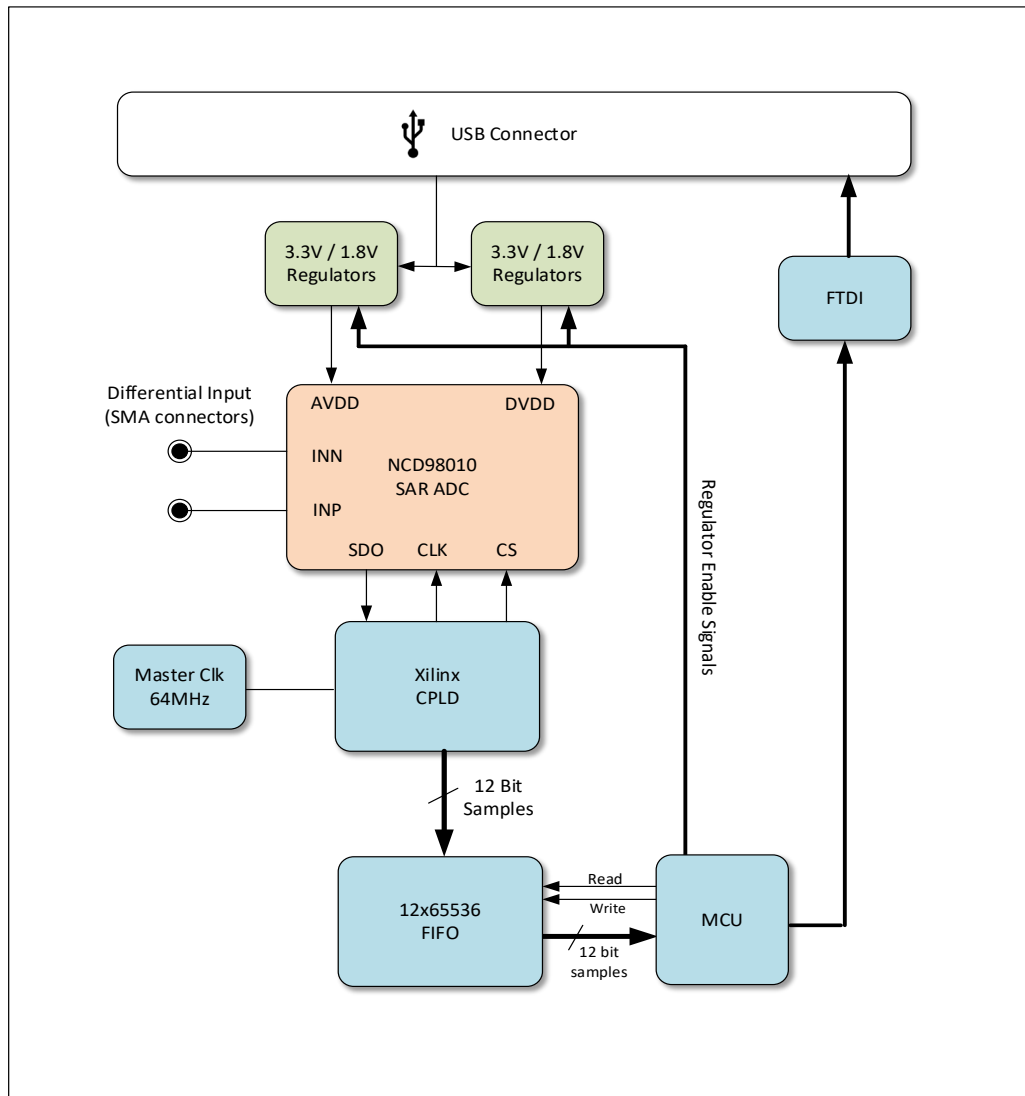 USB Connector
3.3V / 1.8V
Regulators
3.3V / 1.8V
Regulators
FTDI
Differential Input
(SMA connectors)
AVDD
DVDD
INN
NCD98010
SAR ADC
INP
SDO
CLK
CS
Regulator Enable Signals
Master Clk
64MHz
Xilinx
CPLD
12 Bit
Samples
12x65536
FIFO
Read
Write
12 bit
samples
MCU